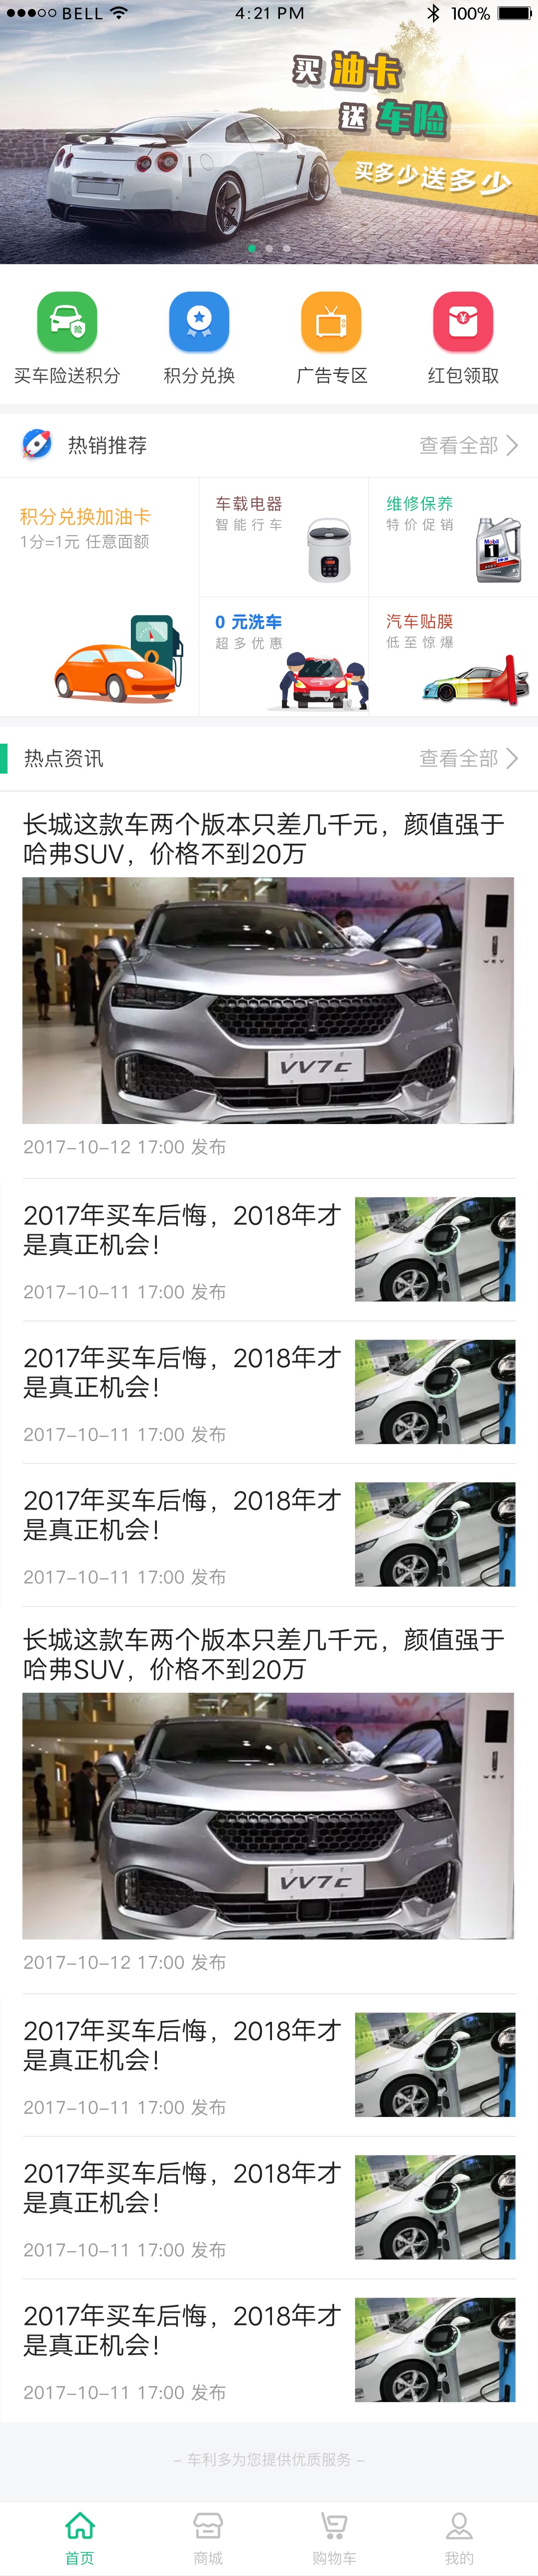 BELL 4:21 PM 100%
买油卡
送车险
买多少送多少
险
¥
买车险送积分 积分兑换 广告专区 红包领取
热销推荐 查看全部
积分兑换加油卡
1分=1元 任意面额
车载电器
智能行车
维修保养
特价促销
Mobil
1
0 元洗车
超多优惠
汽车贴膜
低至惊爆
热点资讯 查看全部
长城这款车两个版本只差几千元，颜值强于
哈弗SUV，价格不到20万
WEY
VV7c
2017-10-12 17:00 发布
2017年买车后悔，2018年才
是真正机会！
2017-10-11 17:00 发布
2017年买车后悔，2018年才
是真正机会！
2017-10-11 17:00 发布
2017年买车后悔，2018年才
是真正机会！
2017-10-11 17:00 发布
长城这款车两个版本只差几千元，颜值强于
哈弗SUV，价格不到20万
WEY
VV7c
2017-10-12 17:00 发布
2017年买车后悔，2018年才
是真正机会！
2017-10-11 17:00 发布
2017年买车后悔，2018年才
是真正机会！
2017-10-11 17:00 发布
2017年买车后悔，2018年才
是真正机会！
2017-10-11 17:00 发布
- 车利多为您提供优质服务 -
首页 商城 购物车 我的